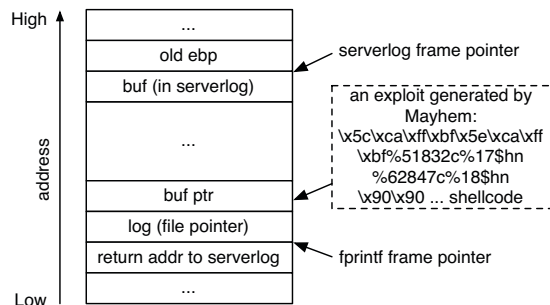 High
...
old ebp
serverlog frame pointer
buf (in serverlog)
an exploit generated by
Mayhem:
\x5c\xca\xff\xbf\x5e\xca\xff
\xbf%51832c%17$hn
%62847c%18$hn
\x90\x90 ... shellcode
...
address
buf ptr
log (file pointer)
return addr to serverlog
fprintf frame pointer
...
Low